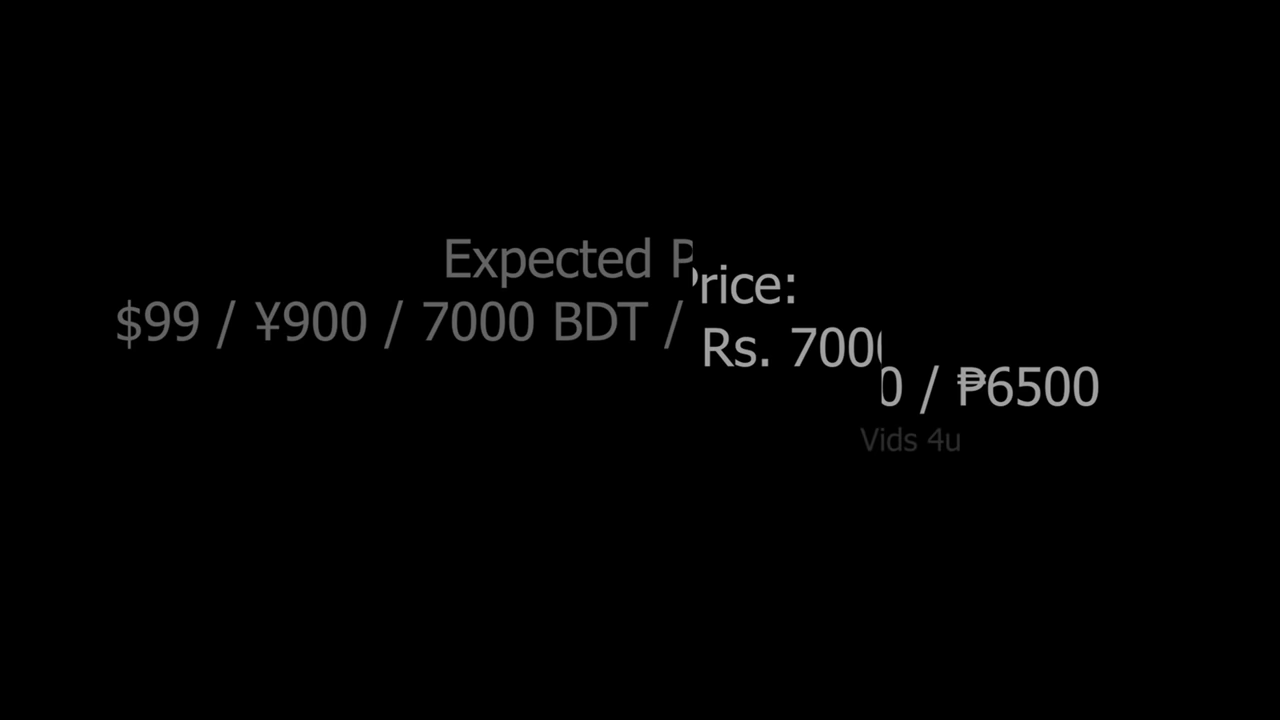 Expected Price:
$99 / ¥900 / 7000 BDT / Rs. 7000 / ₱6500
Vids 4u